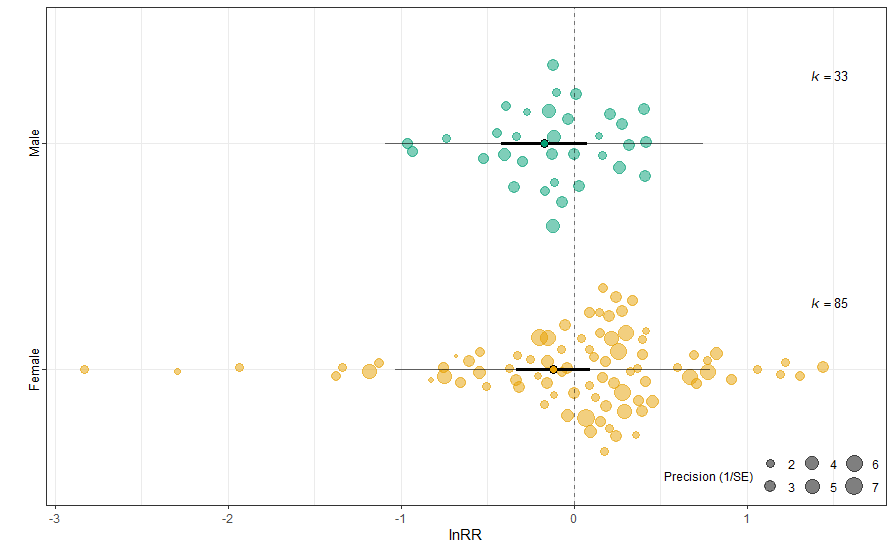 Male
k = 33
Female
k = 85
Precision (1/SE)
2 4 6
3 5 7
-3 -2 -1 0 1
lnRR